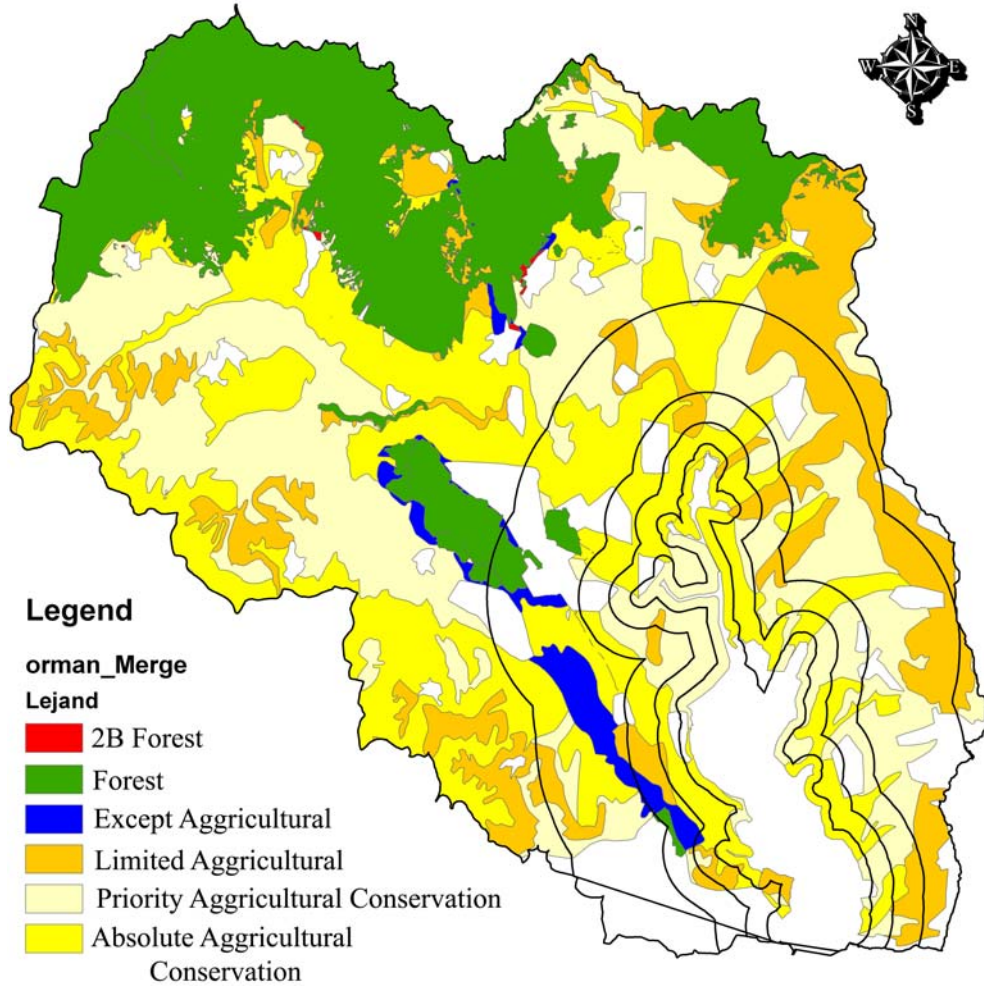 N
W E
S
Legend
orman_Merge
Lejand
2B Forest
Forest
Except Aggricultural
Limited Aggricultural
Priority Aggricultural Conservation
Absolute Aggricultural
Conservation